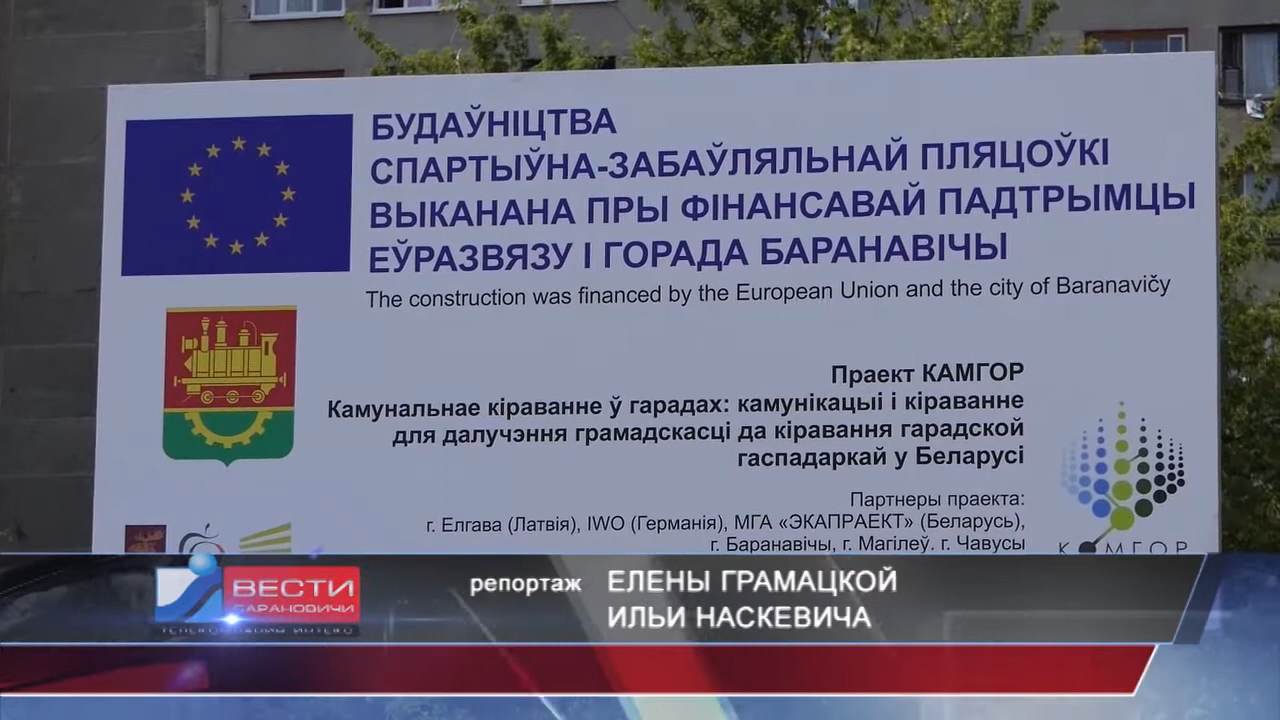 БУДАЎНІЦТВА
СПАРТЫЎНА-ЗАБАЎЛЯЛЬНАЙ ПЛЯЦОЎКІ
ВЫКАНАНА ПРЫ ФІНАНСАВАЙ ПАДТРЫМЦЫ
ЕЎРАЗВЯЗУ І ГОРАДА БАРАНАВІЧЫ
The construction was financed by the European Union and the city of Baranavičy
Праект КАМГОР
Камунальнае кіраванне ў гарадах: камунікацыі і кіраванне
для далучэння грамадскасці да кіравання гарадской
гаспадаркай у Беларусі
Партнеры праекта:
г. Елгава (Латвія), IWO (Германія), МГА «ЭКАПРАЕКТ» (Беларусь),
г. Баранавічы, г. Магілеў. г. Чавусы
КОМГОР
ВЕСТИ
БАРАНОВИЧИ
репортаж
ЕЛЕНЫ ГРАМАЦКОЙ
ИЛЬИ НАСКЕВИЧА